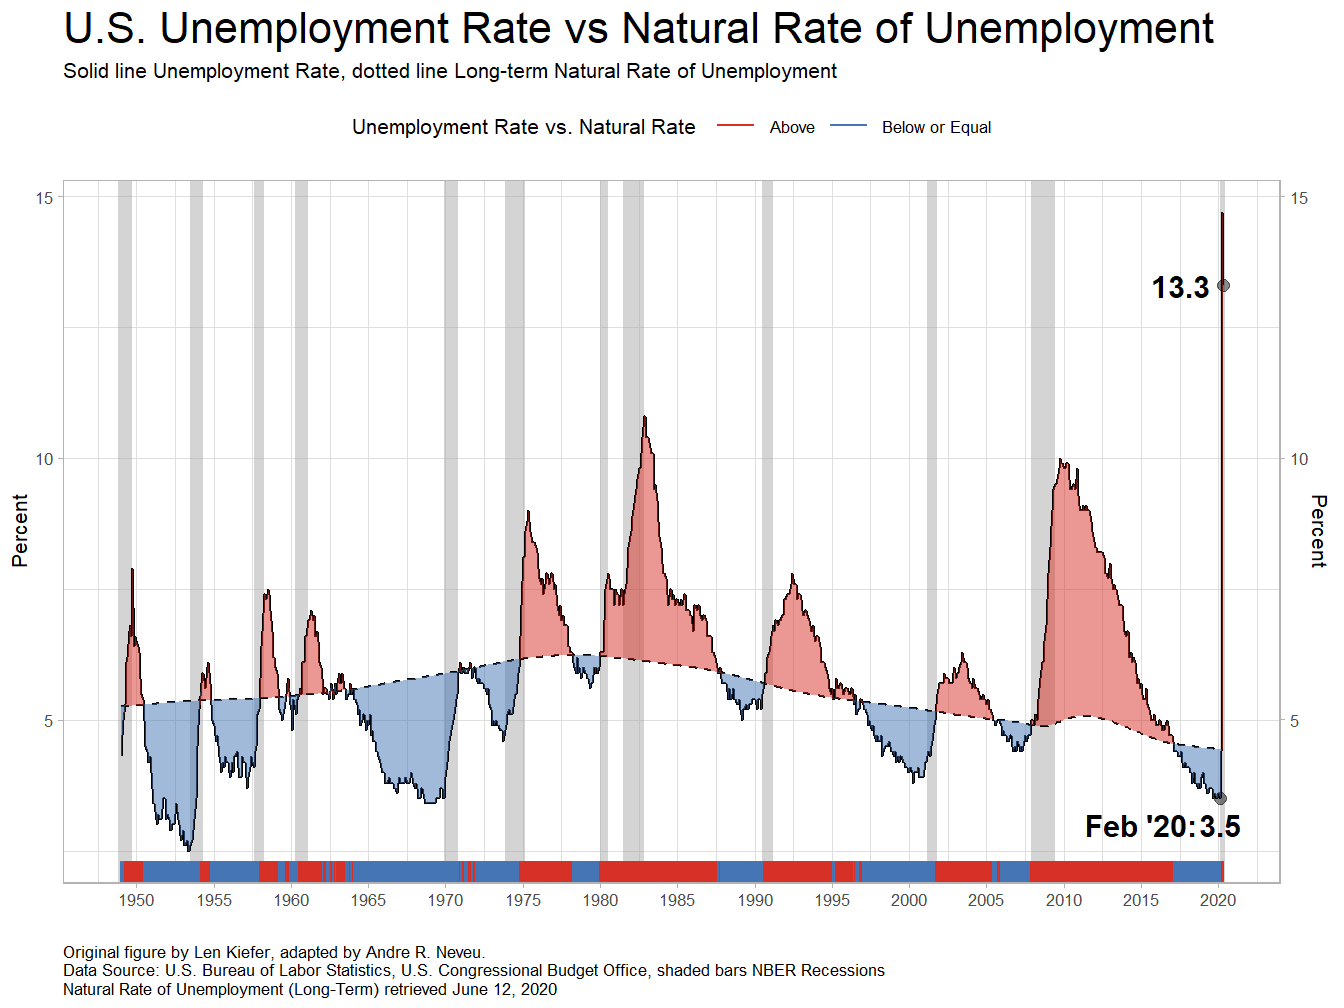 U.S. Unemployment Rate vs Natural Rate of Unemployment
Solid line Unemployment Rate, dotted line Long-term Natural Rate of Unemployment
Unemployment Rate vs. Natural Rate Above Below or Equal
15 15
13.3
10 10
Percent Percent
5 5
Feb '20: 3.5
1950 1955 1960 1965 1970 1975 1980 1985 1990 1995 2000 2005 2010 2015 2020
Original figure by Len Kiefer, adapted by Andre R. Neveu.
Data Source: U.S. Bureau of Labor Statistics, U.S. Congressional Budget Office, shaded bars NBER Recessions
Natural Rate of Unemployment (Long-Term) retrieved June 12, 2020